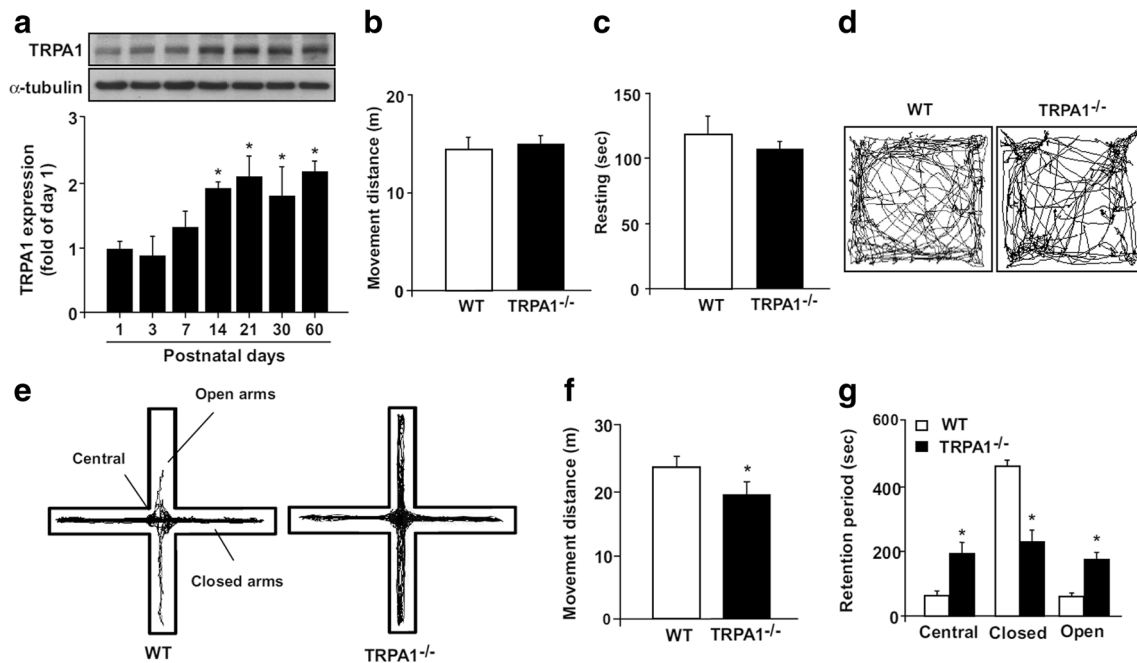 a
TRPA1
α-tubulin
TRPA1 expression
(fold of day 1)
3
2
1
0
* * * *
1 3 7 14 21 30 60
Postnatal days
b
Movement distance (m)
20
10
0
WT TRPA1-/-
c
Resting (sec)
150
100
50
0
WT TRPA1-/-
d
WT TRPA1-/-
e
Open arms
Central
Closed arms
WT TRPA1-/-
f
Movement distance (m)
30
20
10
0
*
WT TRPA1-/-
g
Retention period (sec)
600
400
200
0
WT
TRPA1-/-
* * *
Central Closed Open